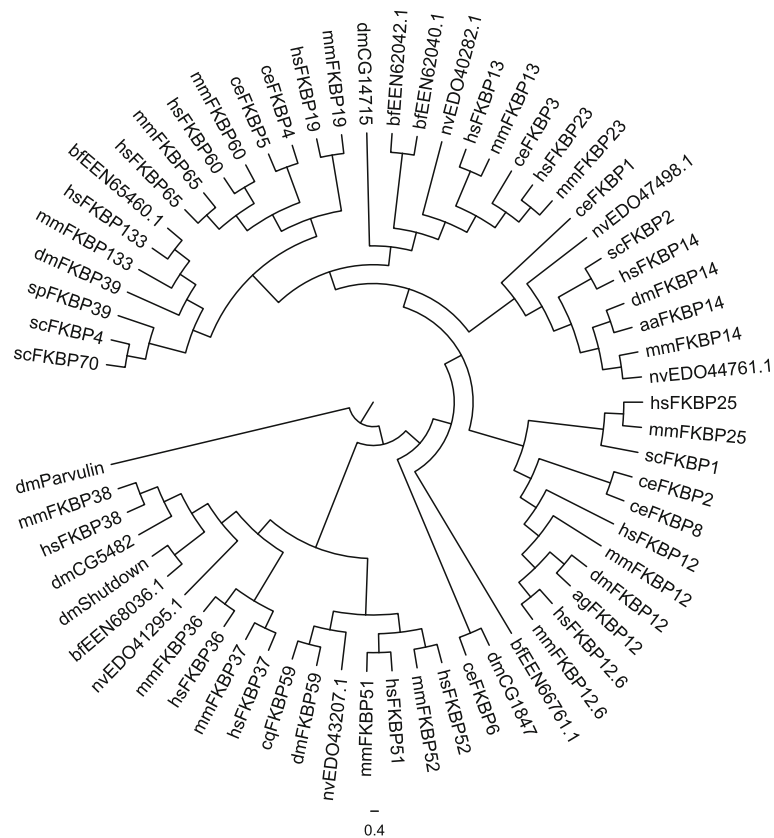 dmCG14715
bfEEN62042.1
bfEEN62040.1
nvEDO40282.1
hsFKBP13
mmFKBP13
ceFKBP3
hsFKBP23
mmFKBP23
ceFKBP1
nvEDO47498.1
scFKBP2
hsFKBP14
dmFKBP14
aaFKBP14
mmFKBP14
nvEDO44761.1
hsFKBP25
mmFKBP25
scFKBP1
ceFKBP2
ceFKBP8
hsFKBP12
mmFKBP12
dmFKBP12
agFKBP12
hsFKBP12.6
mmFKBP12.6
bfEEN66761.1
dmCG1847
ceFKBP6
hsFKBP52
mmFKBP52
hsFKBP51
mmFKBP51
nvEDO43207.1
dmFKBP59
cqFKBP59
hsFKBP37
mmFKBP37
hsFKBP36
mmFKBP36
nvEDO41295.1
bfEEN68036.1
dmShutdown
dmCG5482
hsFKBP38
mmFKBP38
dmParvulin
scFKBP70
scFKBP4
spFKBP39
dmFKBP39
mmFKBP133
hsFKBP133
bfEEN65460.1
hsFKBP65
mmFKBP65
hsFKBP60
mmFKBP60
ceFKBP5
ceFKBP4
hsFKBP19
mmFKBP19
0.4